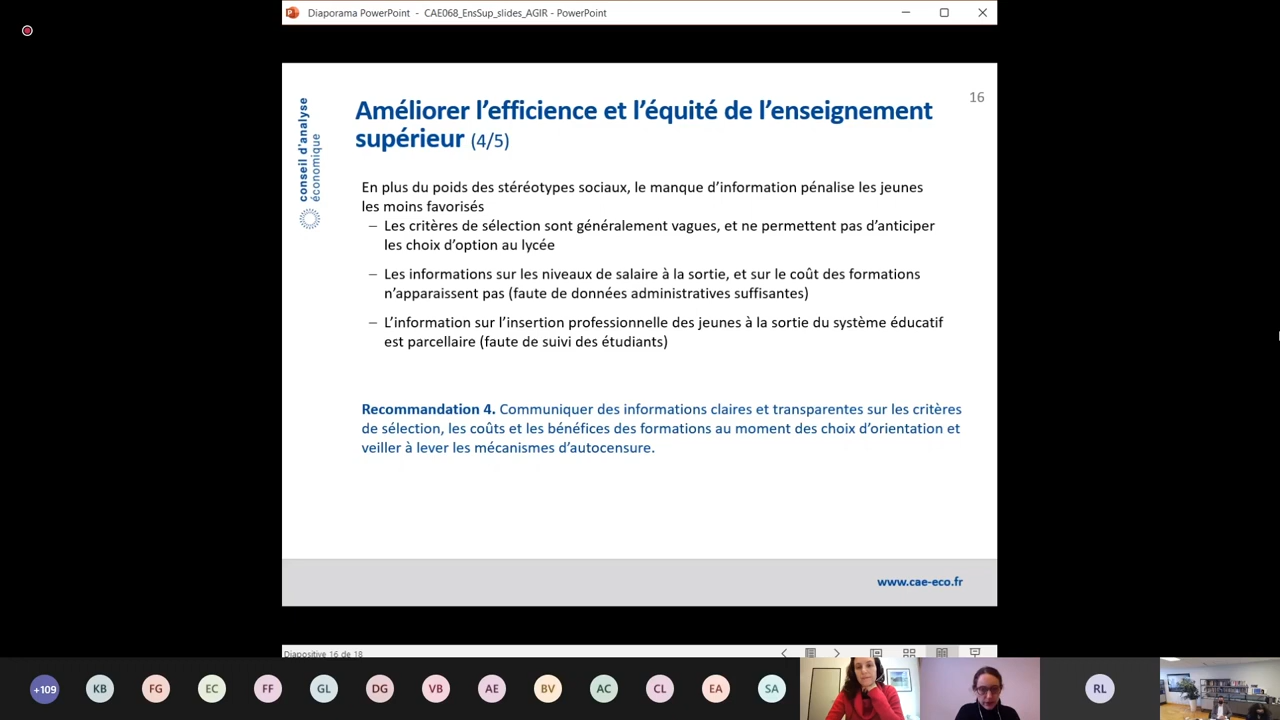 Diaporama PowerPoint - CAE068_EnsSup_slides_AGIR - PowerPoint
16
conseil d'analyse
économique
Améliorer l’efficience et l’équité de l’enseignement
supérieur (4/5)
En plus du poids des stéréotypes sociaux, le manque d’information pénalise les jeunes
les moins favorisés
– Les critères de sélection sont généralement vagues, et ne permettent pas d’anticiper
les choix d’option au lycée
– Les informations sur les niveaux de salaire à la sortie, et sur le coût des formations
n’apparaissent pas (faute de données administratives suffisantes)
– L’information sur l’insertion professionnelle des jeunes à la sortie du système éducatif
est parcellaire (faute de suivi des étudiants)
Recommandation 4. Communiquer des informations claires et transparentes sur les critères
de sélection, les coûts et les bénéfices des formations au moment des choix d’orientation et
veiller à lever les mécanismes d’autocensure.
www.cae-eco.fr
Diapositive 16 de 18
+109 KB FG EC FF GL DG VB AE BV AC CL EA SA RL